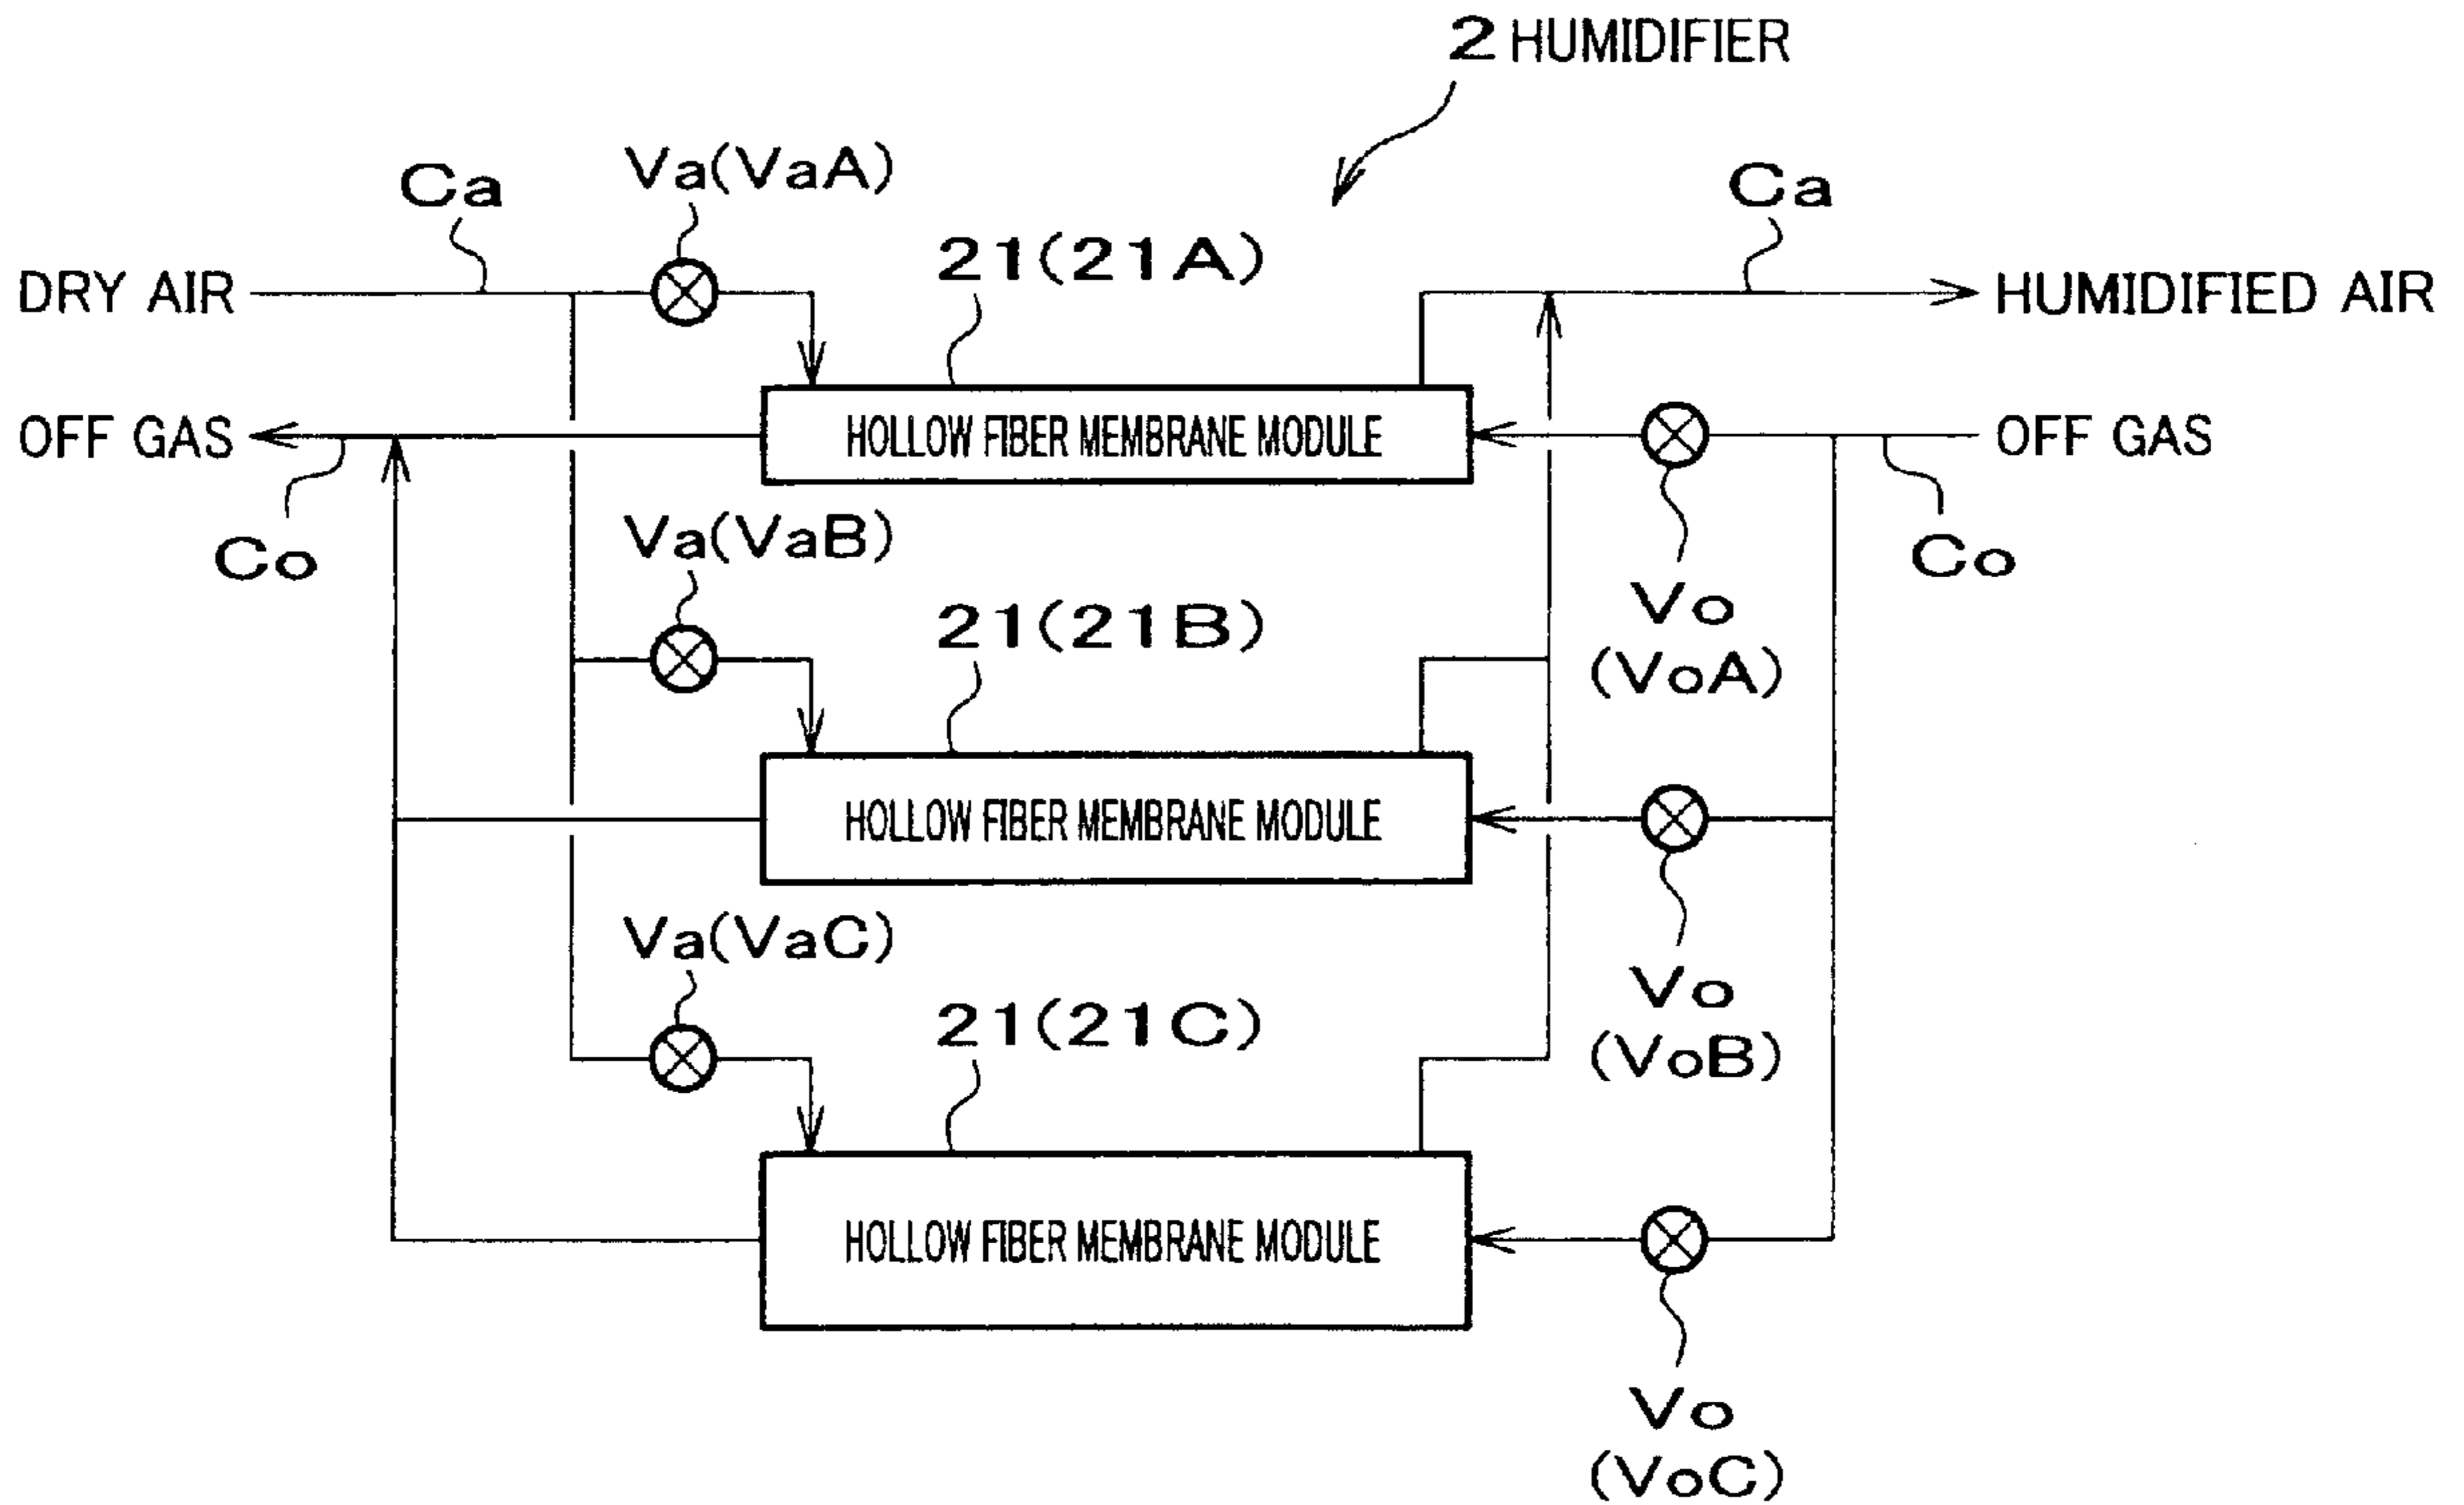 2 HUMIDIFIER
Ca
Va(VaA)
Ca
21(21A)
DRY AIR
HUMIDIFIED AIR
OFF GAS
HOLLOW FIBER MEMBRANE MODULE
OFF GAS
Co
Va(VaB)
Vo
(VoA)
Co
21(21B)
HOLLOW FIBER MEMBRANE MODULE
Va(VaC)
Vo
(VoB)
21(21C)
HOLLOW FIBER MEMBRANE MODULE
Vo
(VoC)